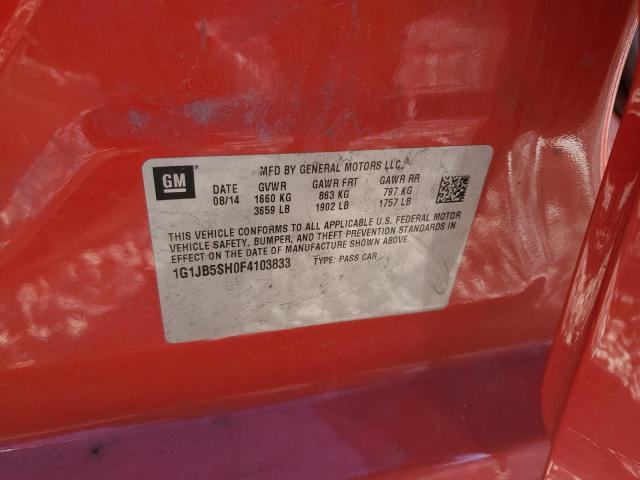 GM
MFD BY GENERAL MOTORS LLC.
DATE GVWR GAWR FRT GAWR RR
08/14 1660 KG 863 KG 797 KG
3659 LB 1902 LB 1757 LB
THIS VEHICLE CONFORMS TO ALL APPLICABLE U.S. FEDERAL MOTOR
VEHICLE SAFETY, BUMPER, AND THEFT PREVENTION STANDARDS IN
EFFECT ON THE DATE OF MANUFACTURE SHOWN ABOVE.
1G1JB5SH0F4103833 TYPE: PASS CAR